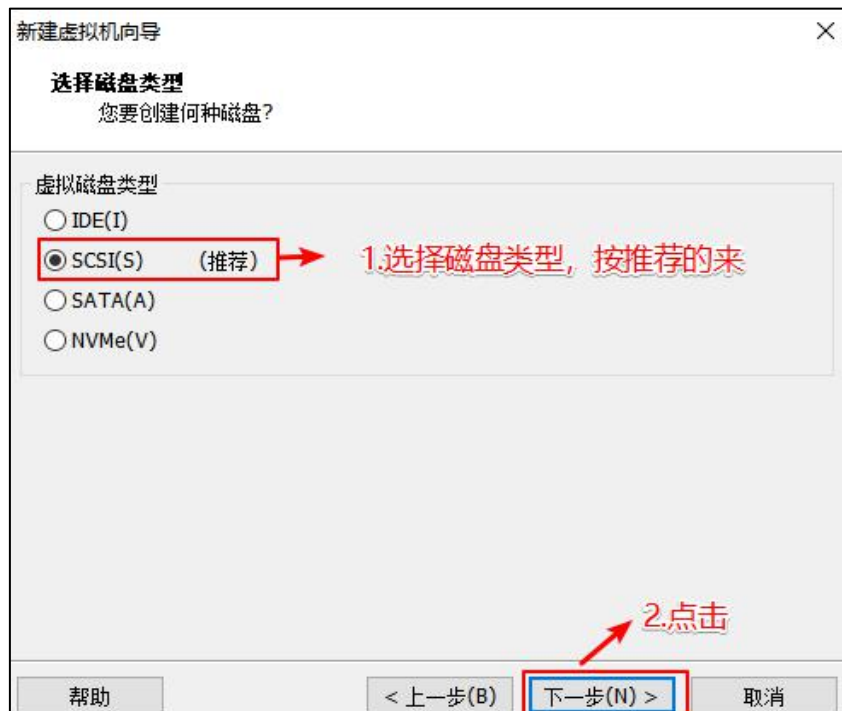 新建虚拟机向导
选择磁盘类型
您要创建何种磁盘?
虚拟磁盘类型
IDE(I)
SCSI(S) (推荐) 1.选择磁盘类型，按推荐的来
SATA(A)
NVMe(V)
2.点击
帮助 < 上一步(B) 下一步(N) > 取消